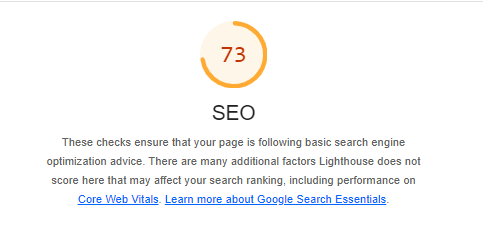 73
SEO
These checks ensure that your page is following basic search engine
optimization advice. There are many additional factors Lighthouse does not
score here that may affect your search ranking, including performance on
Core Web Vitals. Learn more about Google Search Essentials.